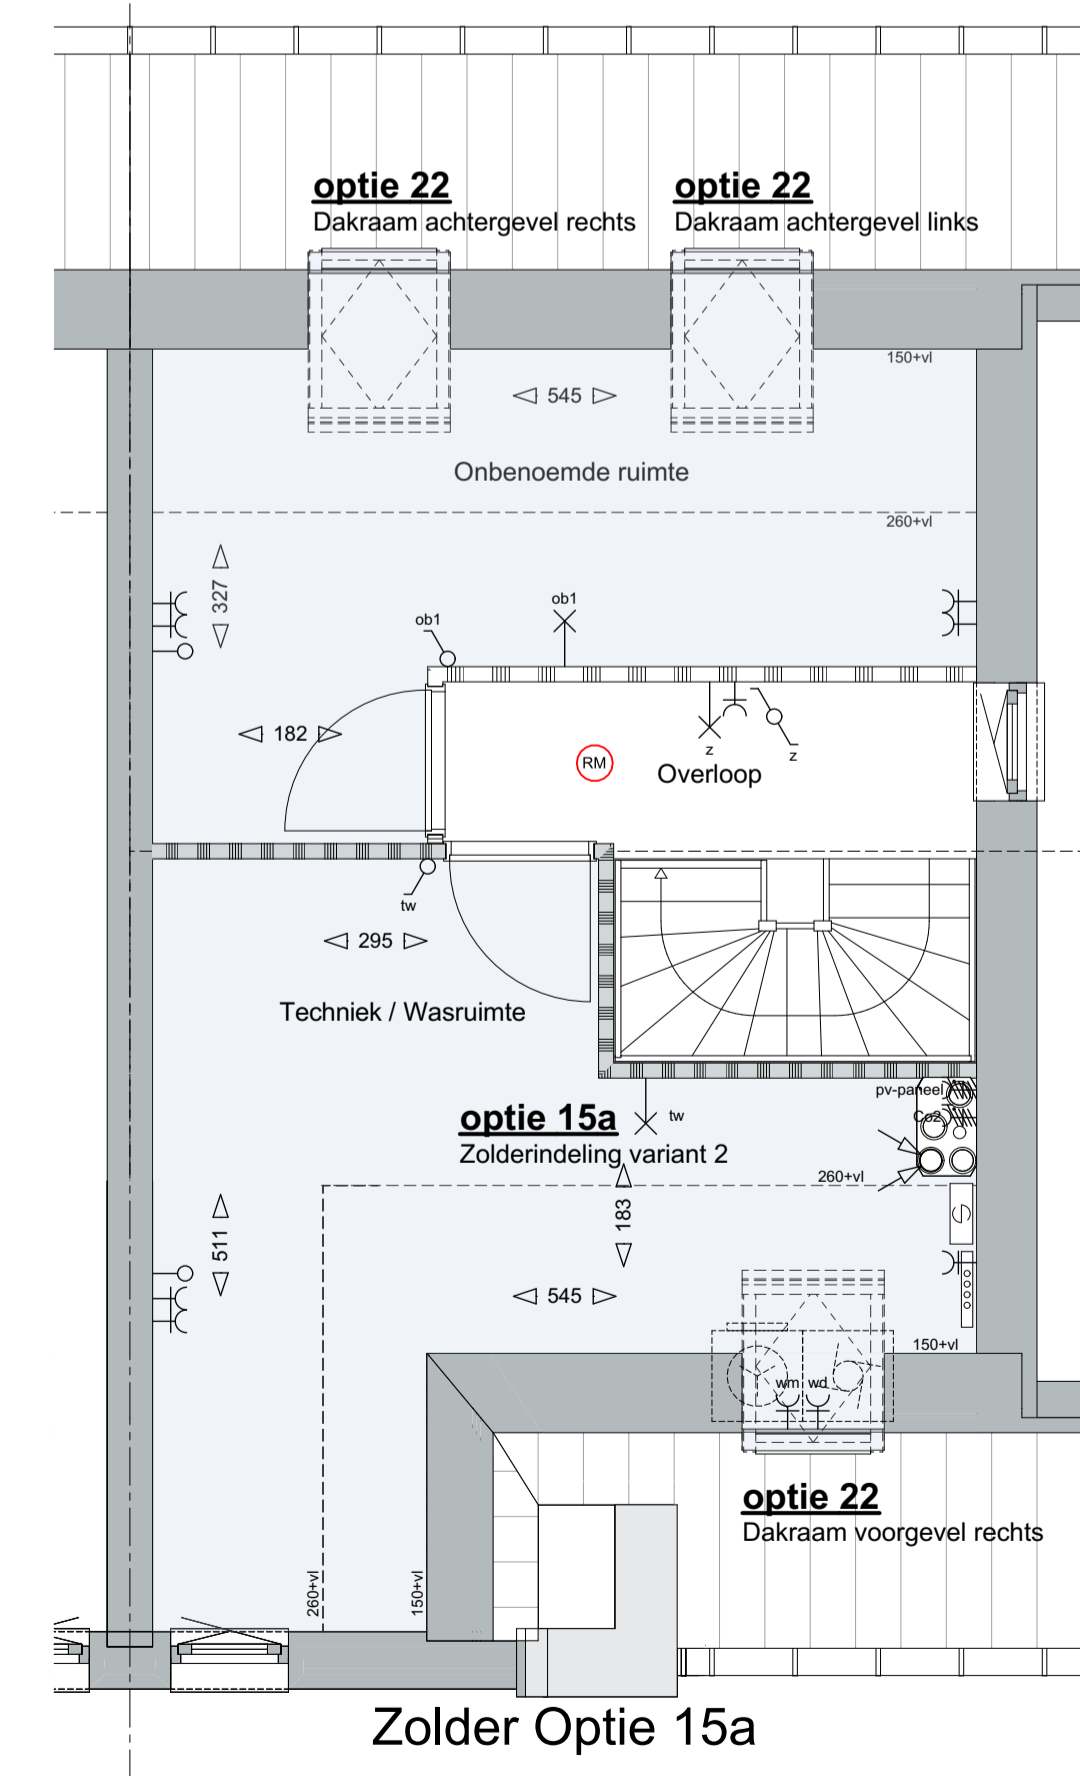 optie 22
Dakraam achtergevel rechts
optie 22
Dakraam achtergevel links
150+vl
545
Onbenoemde ruimte
260+vl
327
ob1
ob1
182
RM
z
z
Overloop
tw
295
Techniek / Wasruimte
pv-paneel
Co2
optie 15a
Zolderindeling variant 2
tw
260+vl
183
511
545
150+vl
wm
wd
optie 22
Dakraam voorgevel rechts
260+vl
150+vl
Zolder Optie 15a